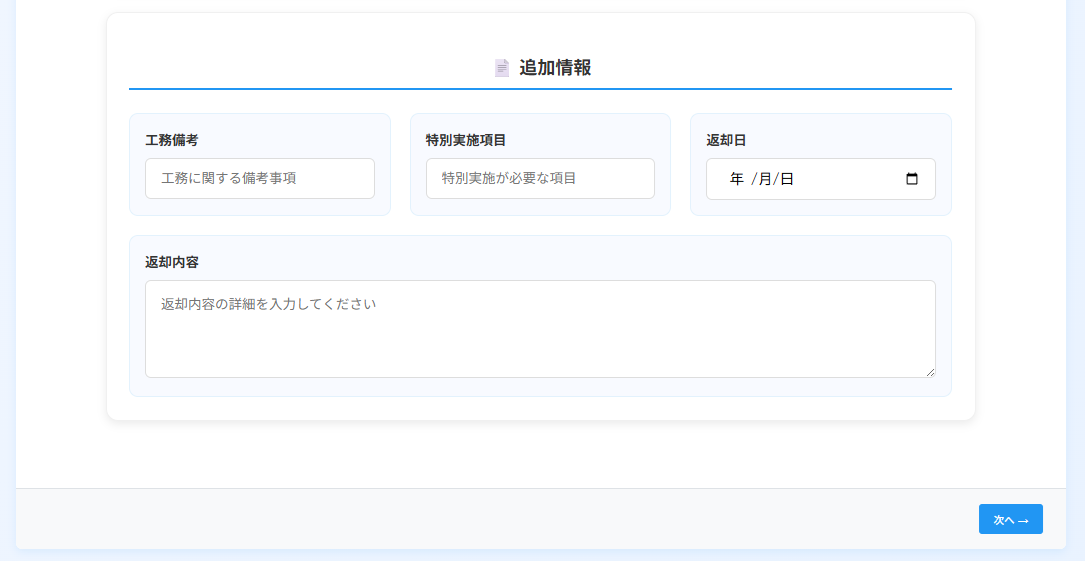 追加情報
工務備考
特別実施項目
返却日
工務に関する備考事項
特別実施が必要な項目
年 /月/日
返却内容
返却内容の詳細を入力してください
次へ →